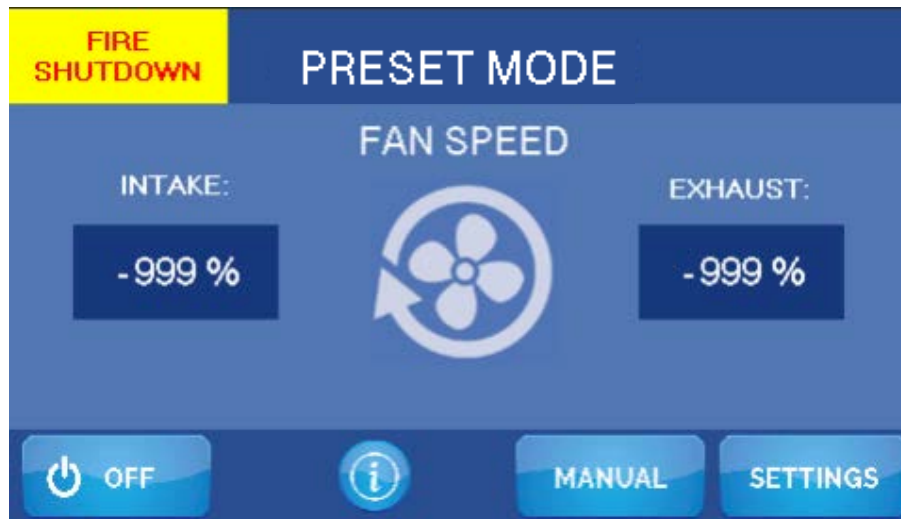 FIRE
SHUTDOWN
PRESET MODE
FAN SPEED
INTAKE:
EXHAUST:
-999 %
-999 %
OFF
i
MANUAL
SETTINGS